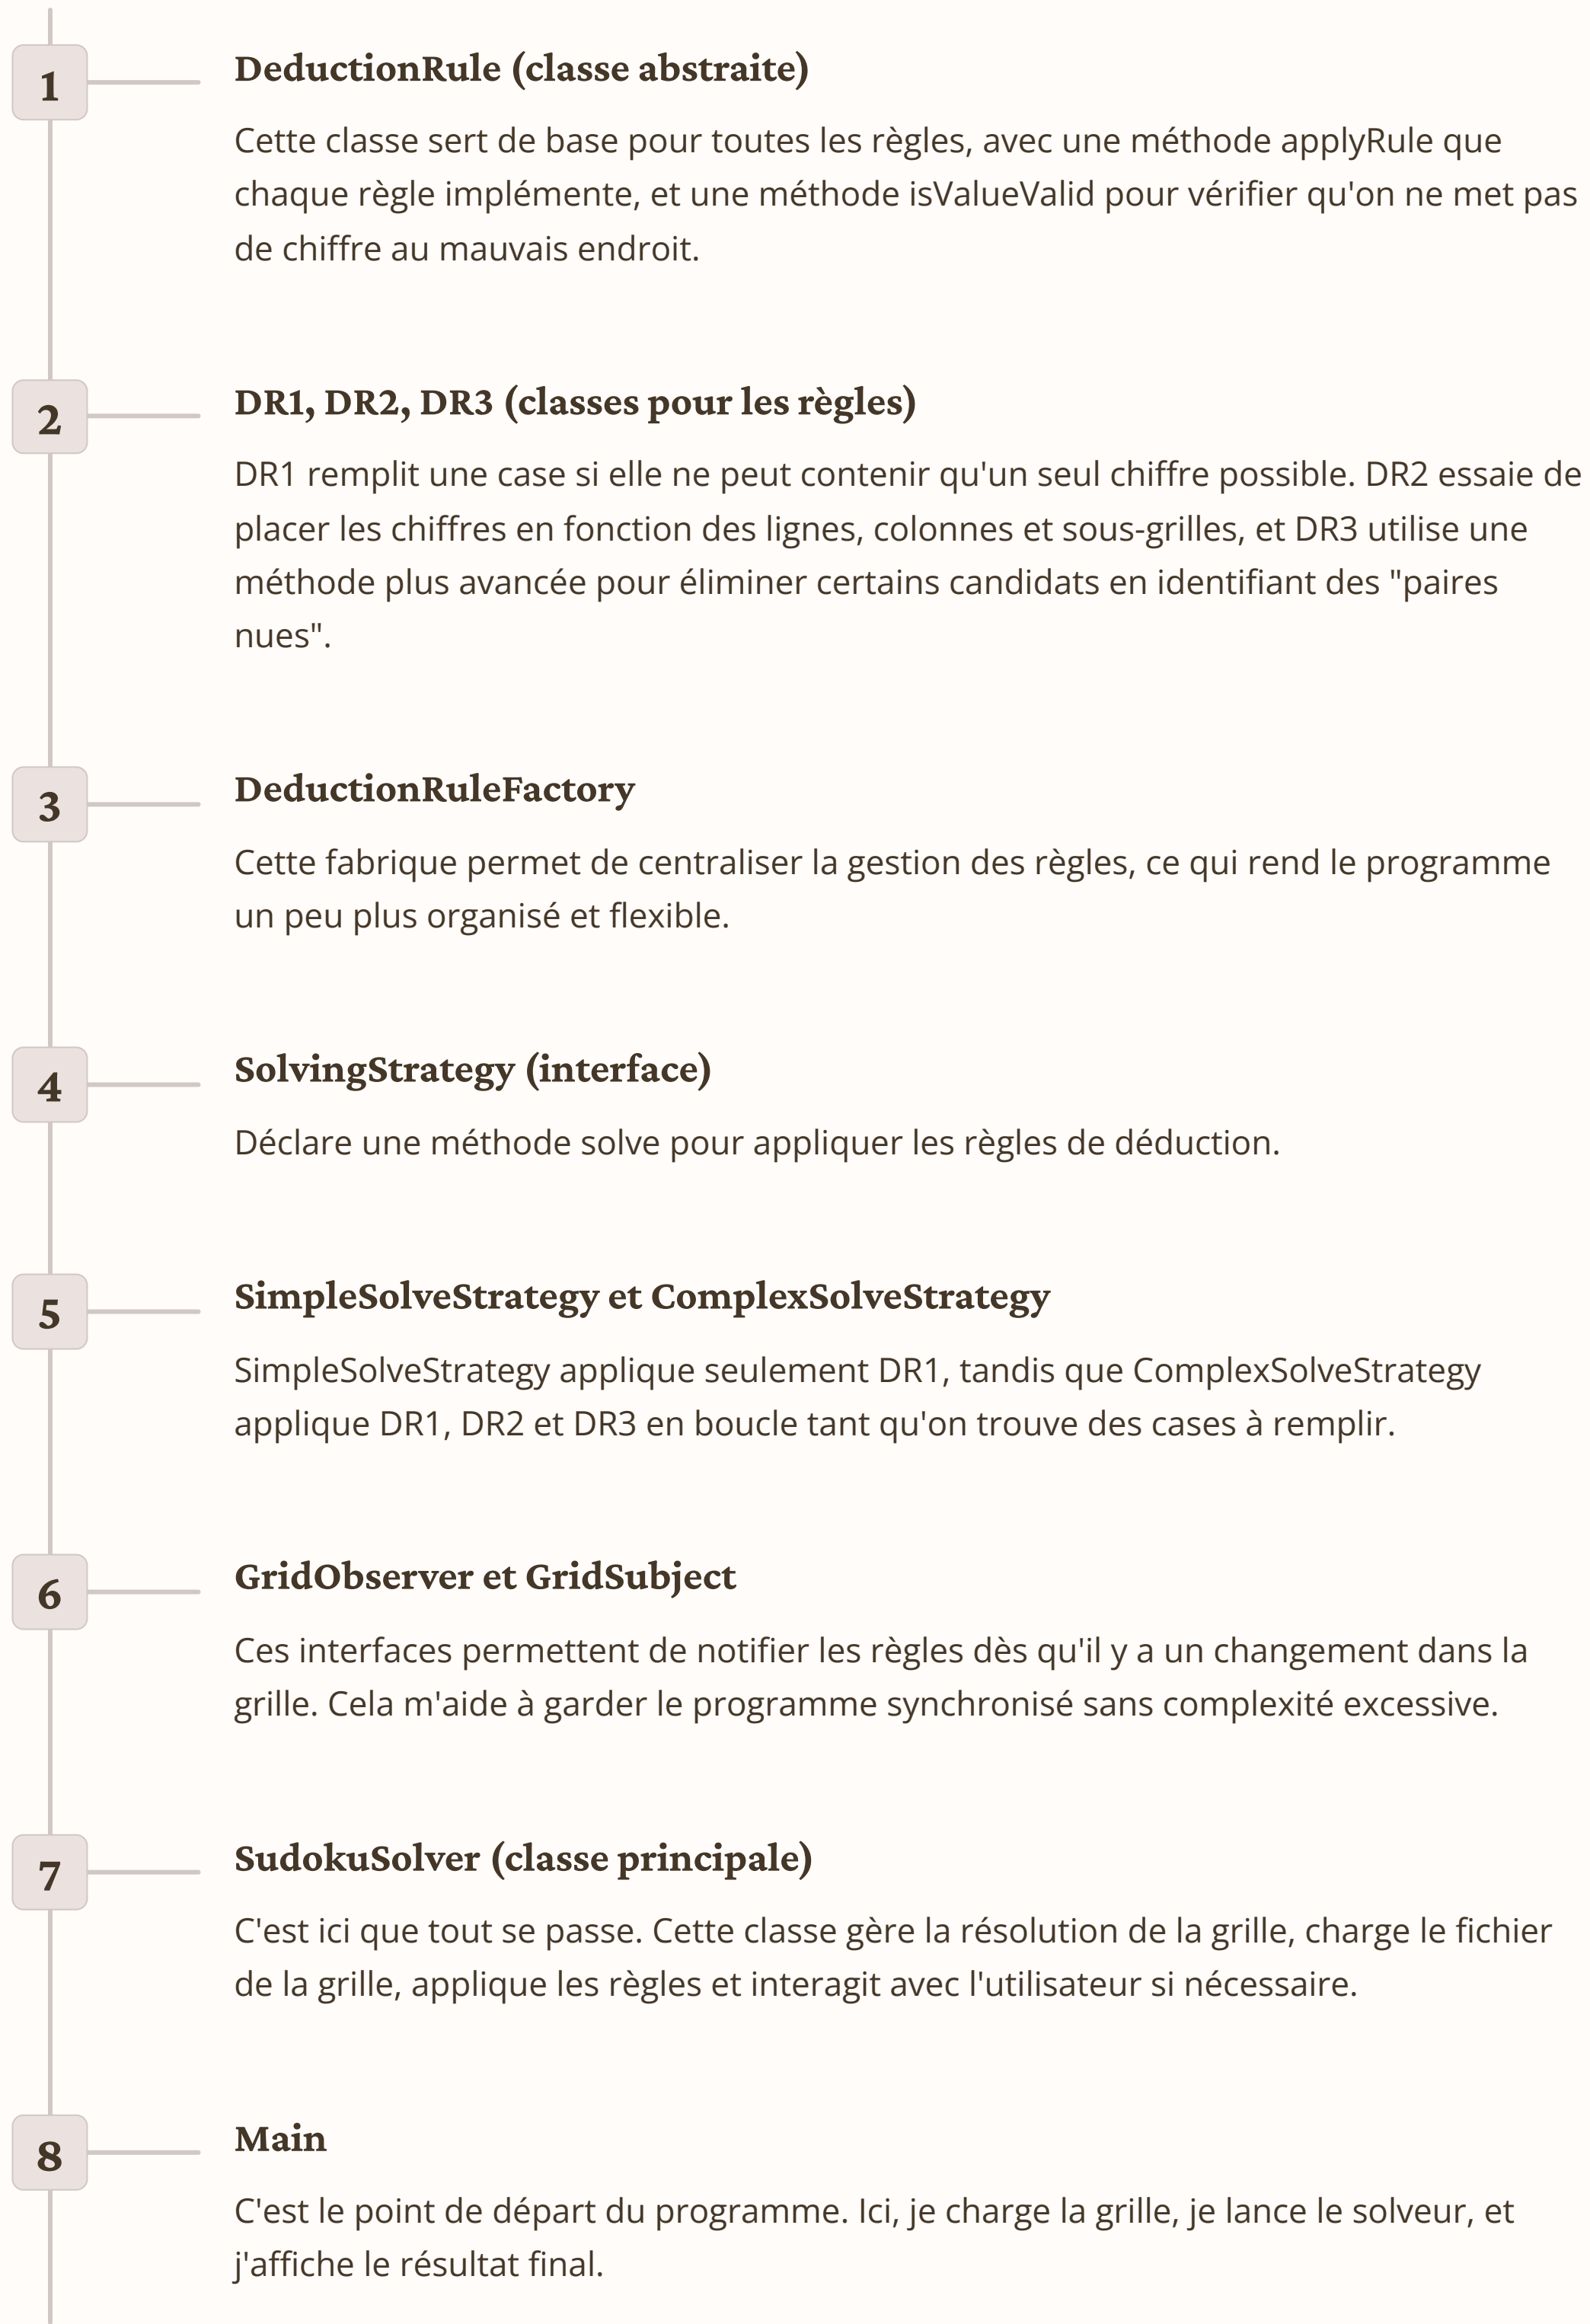 1
DeductionRule (classe abstraite)
Cette classe sert de base pour toutes les règles, avec une méthode applyRule que
chaque règle implémente, et une méthode isValueValid pour vérifier qu'on ne met pas
de chiffre au mauvais endroit.
2
DR1, DR2, DR3 (classes pour les règles)
DR1 remplit une case si elle ne peut contenir qu'un seul chiffre possible. DR2 essaie de
placer les chiffres en fonction des lignes, colonnes et sous-grilles, et DR3 utilise une
méthode plus avancée pour éliminer certains candidats en identifiant des "paires
nues".
3
DeductionRuleFactory
Cette fabrique permet de centraliser la gestion des règles, ce qui rend le programme
un peu plus organisé et flexible.
4
SolvingStrategy (interface)
Déclare une méthode solve pour appliquer les règles de déduction.
5
SimpleSolveStrategy et ComplexSolveStrategy
SimpleSolveStrategy applique seulement DR1, tandis que ComplexSolveStrategy
applique DR1, DR2 et DR3 en boucle tant qu'on trouve des cases à remplir.
6
GridObserver et GridSubject
Ces interfaces permettent de notifier les règles dès qu'il y a un changement dans la
grille. Cela m'aide à garder le programme synchronisé sans complexité excessive.
7
SudokuSolver (classe principale)
C'est ici que tout se passe. Cette classe gère la résolution de la grille, charge le fichier
de la grille, applique les règles et interagit avec l'utilisateur si nécessaire.
8
Main
C'est le point de départ du programme. Ici, je charge la grille, je lance le solveur, et
j'affiche le résultat final.